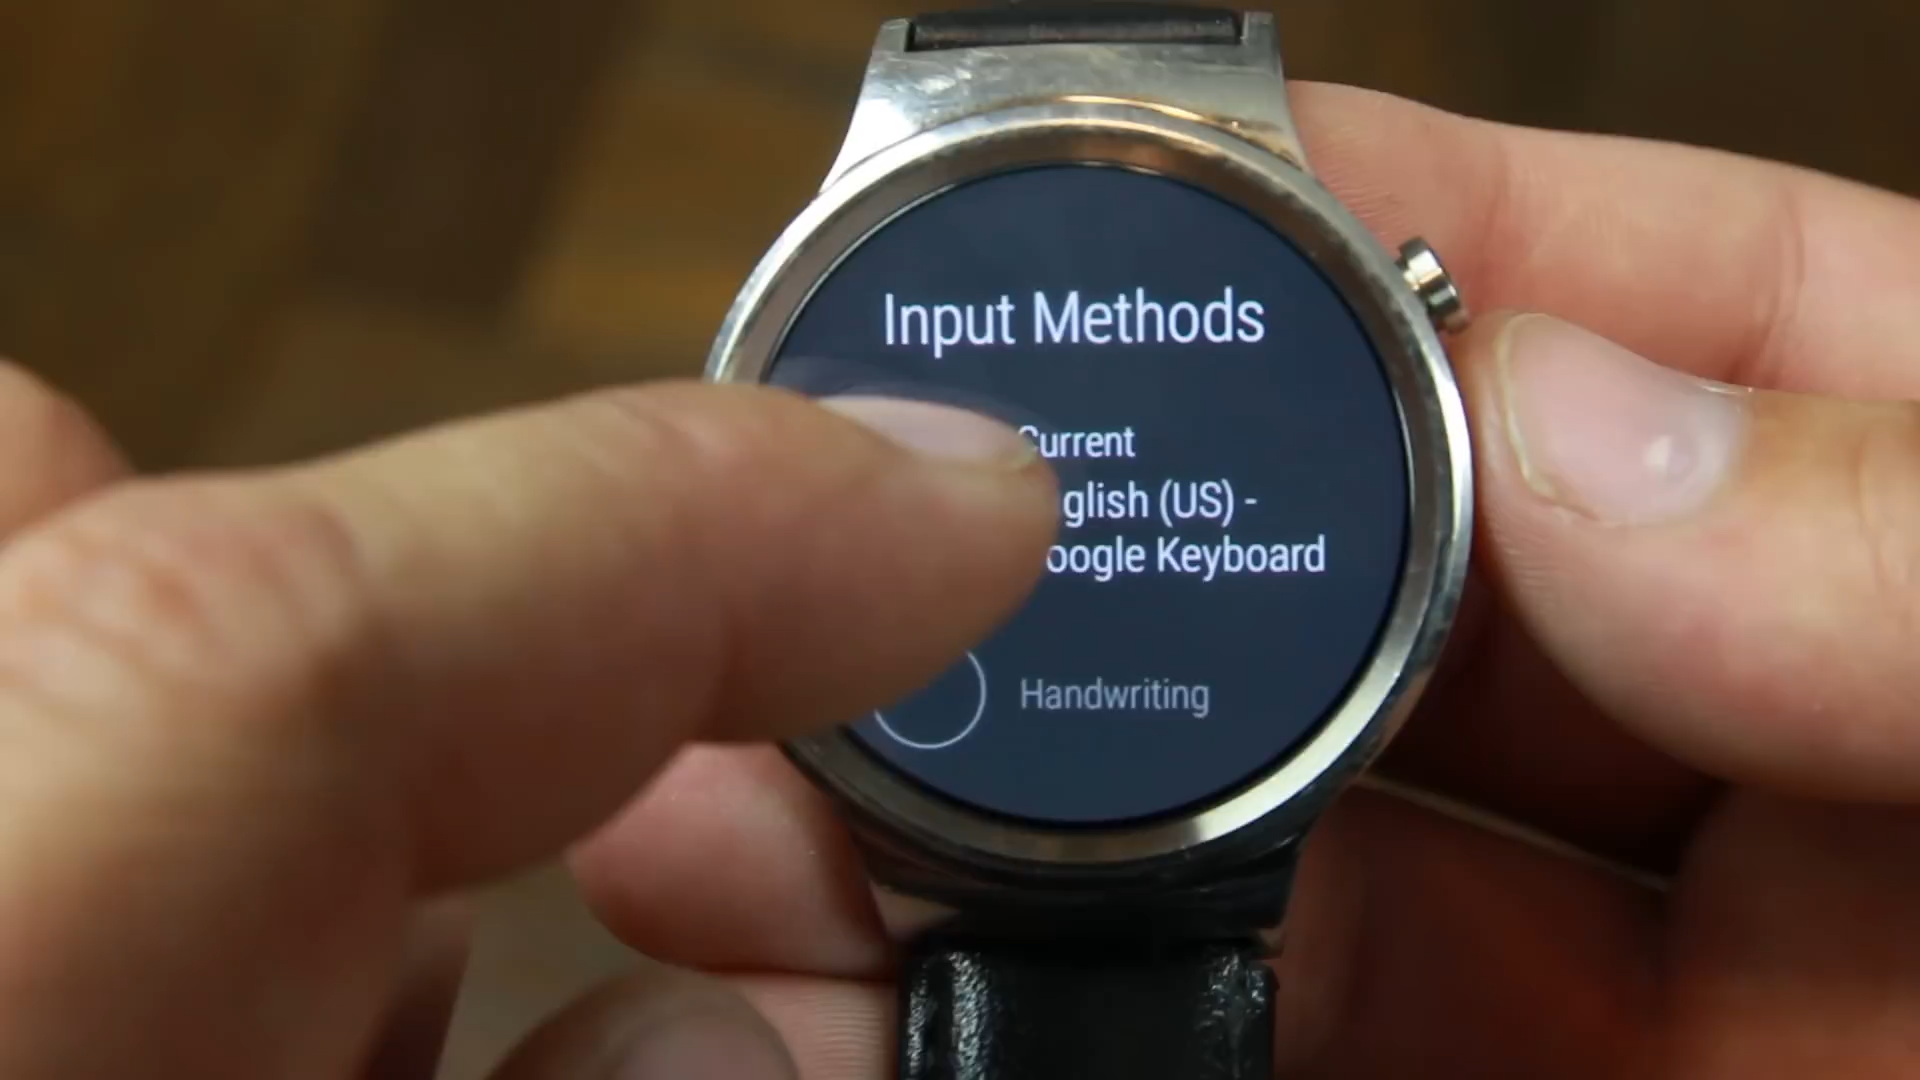 Input Methods
Current
glish (US) -
oogle Keyboard
Handwriting